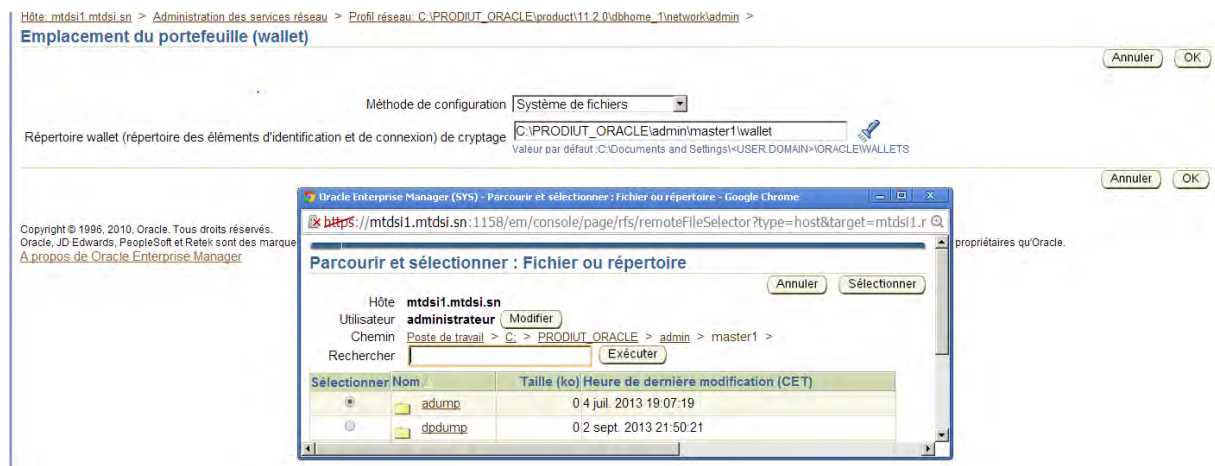 Hôte: mtdsi1.mtdsi.sn > Administration des services réseau > Profil réseau: C:\PRODIUT_ORACLE\product\11.2.0\dbhome_1\network\admin >
Emplacement du portefeuille (wallet)
Annuler OK
Méthode de configuration Système de fichiers
Répertoire wallet (répertoire des éléments d'identification et de connexion) de cryptage C:\PRODIUT_ORACLE\admin\master1\wallet
Valeur par défaut :C:\Documents and Settings\<USER.DOMAIN>\ORACLE\WALLETS
Annuler OK
Copyright © 1996, 2010, Oracle. Tous droits réservés.
Oracle, JD Edwards, PeopleSoft et Retek sont des marque propriétaires qu'Oracle.
A propos de Oracle Enterprise Manager
Oracle Enterprise Manager (SYS) - Parcourir et sélectionner : Fichier ou répertoire - Google Chrome
https://mtdsi1.mtdsi.sn:1158/em/console/page/rfs/remoteFileSelector?type=host&target=mtdsi1.r
Parcourir et sélectionner : Fichier ou répertoire
Annuler Sélectionner
Hôte mtdsi1.mtdsi.sn
Utilisateur administrateur Modifier
Chemin Poste de travail > C: > PRODIUT_ORACLE > admin > master1 >
Rechercher Exécuter
Sélectionner Nom Taille (ko) Heure de dernière modification (CET)
adump 0 4 juil. 2013 19:07:19
dpdump 0 2 sept. 2013 21:50:21